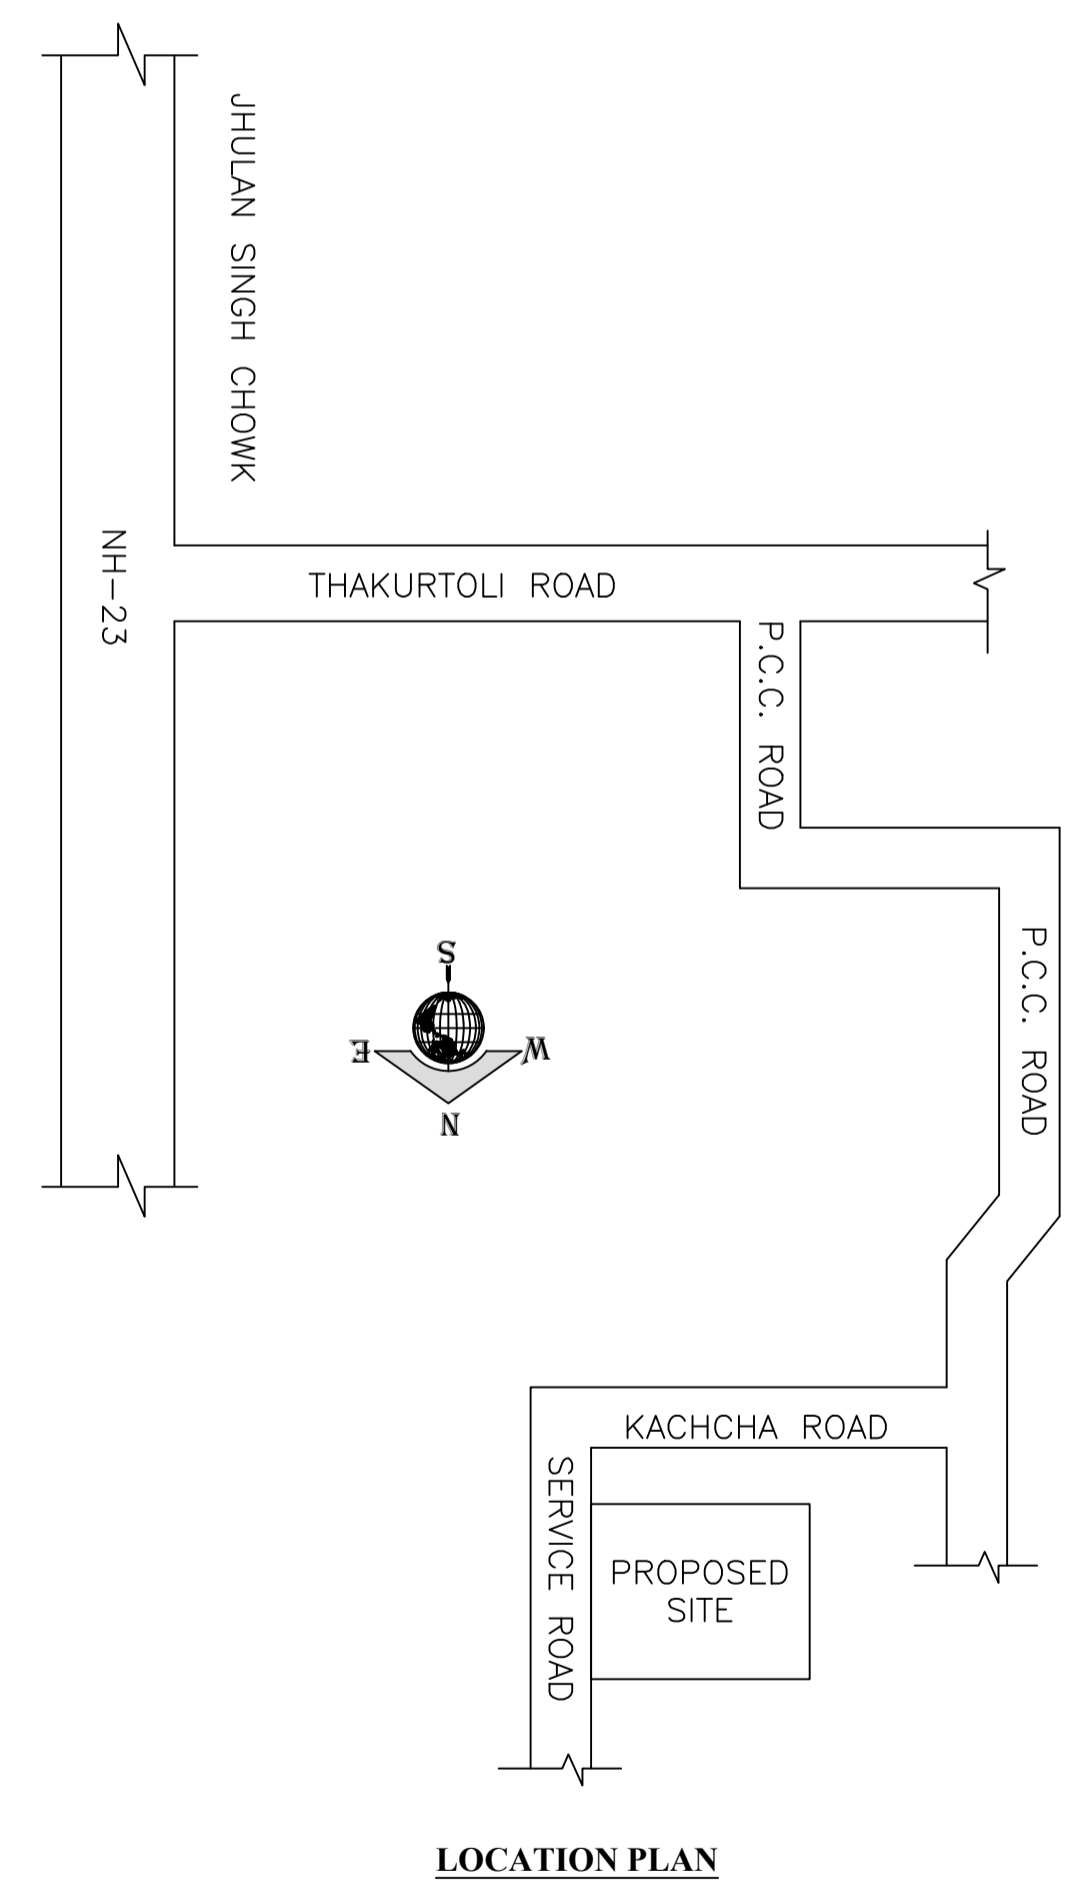 JHULAN SINGH CHOWK
NH-23
THAKURTOLI ROAD
P.C.C. ROAD
P.C.C. ROAD
S
E
W
N
KACHCHA ROAD
SERVICE ROAD
PROPOSED
SITE
LOCATION PLAN